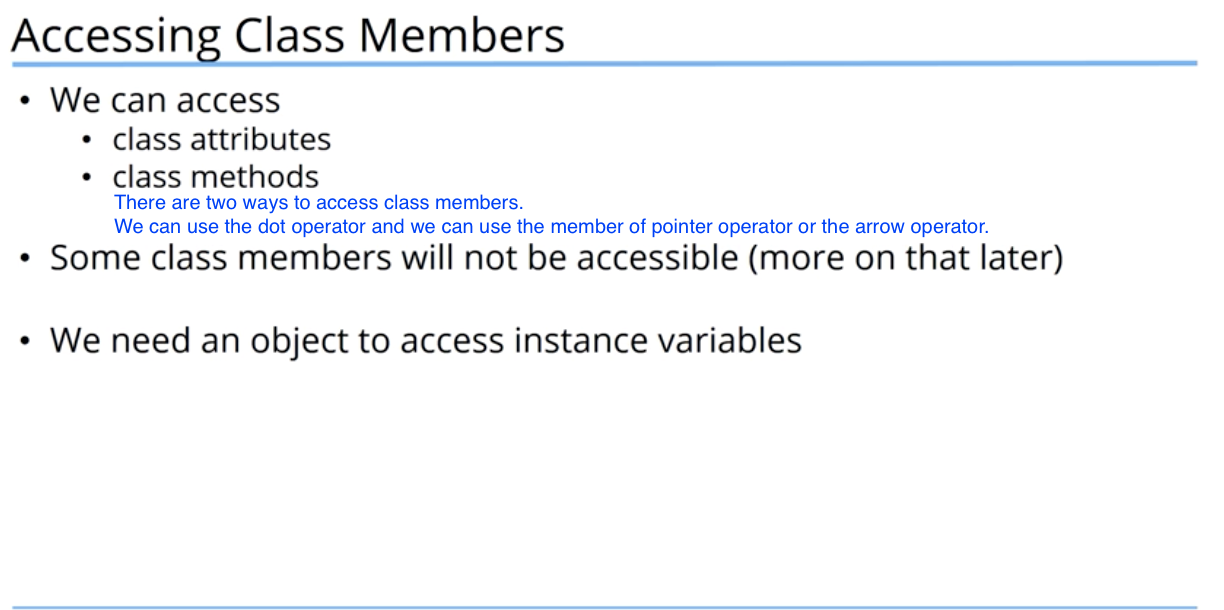 Accessing Class Members
• We can access
• class attributes
• class methods
There are two ways to access class members.
We can use the dot operator and we can use the member of pointer operator or the arrow operator.
• Some class members will not be accessible (more on that later)
• We need an object to access instance variables